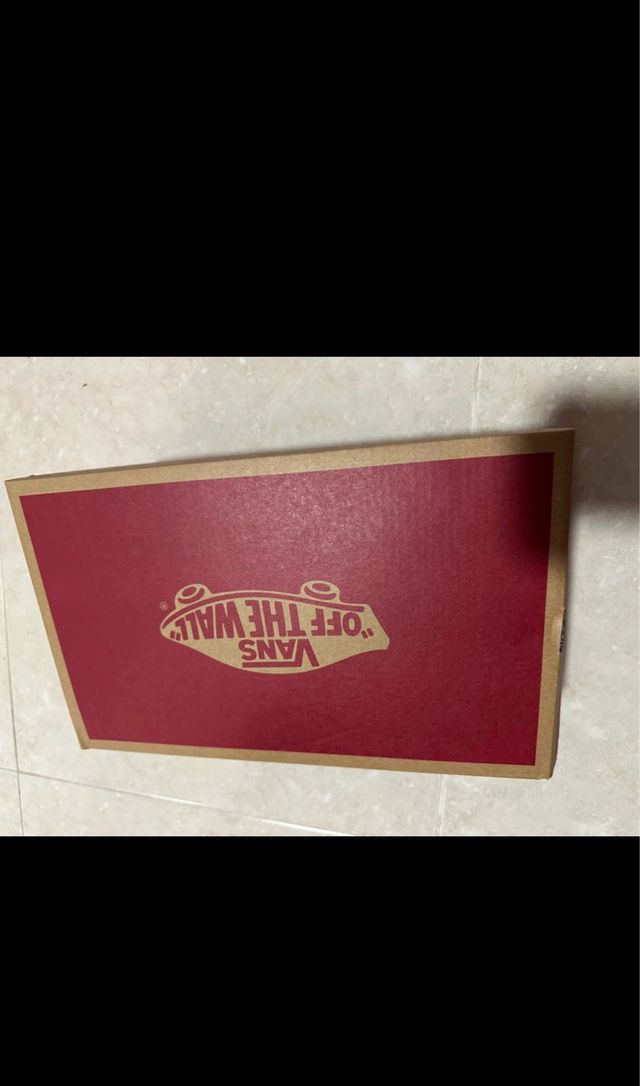 VANS
"OFF THE WALL"
®